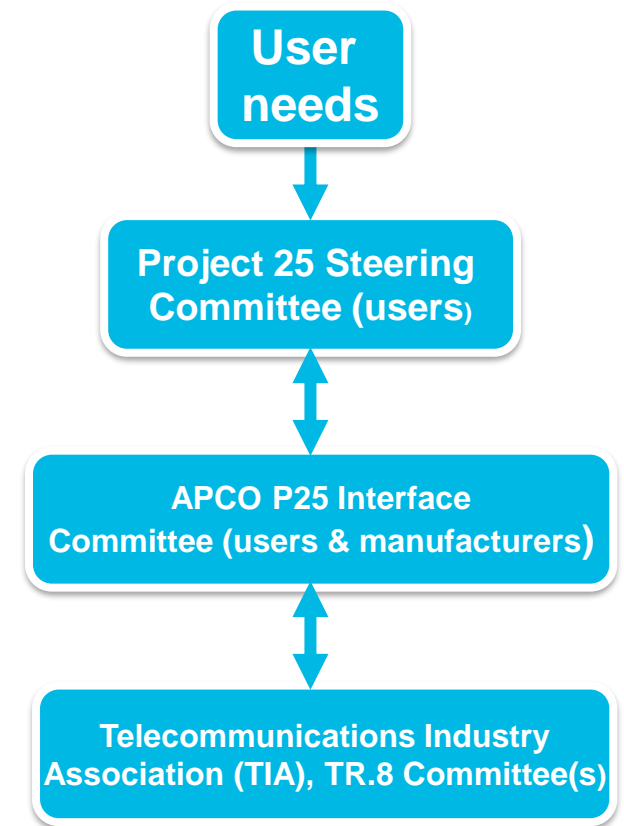 User
needs
Project 25 Steering
Committee (users)
APCO P25 Interface
Committee (users & manufacturers)
Telecommunications Industry
Association (TIA), TR.8 Committee(s)